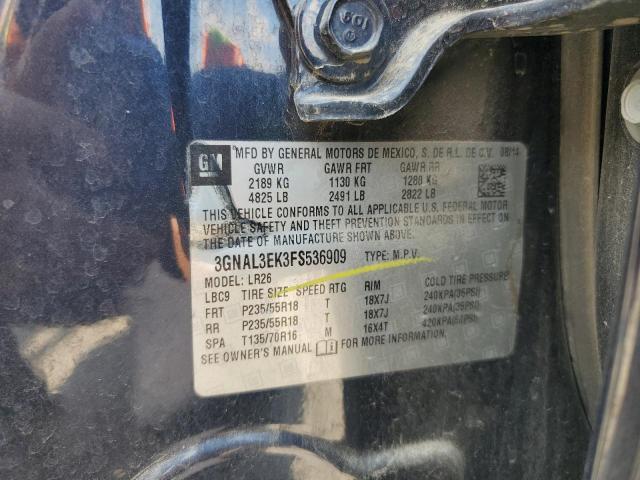 109
GM
MFD BY GENERAL MOTORS DE MEXICO, S. DE R.L. DE C.V. 08/14
GVWR GAWR FRT GAWR RR
2189 KG 1130 KG 1280 KG
4825 LB 2491 LB 2822 LB
THIS VEHICLE CONFORMS TO ALL APPLICABLE U.S. FEDERAL MOTOR
VEHICLE SAFETY AND THEFT PREVENTION STANDARDS IN EFFECT ON THE
DATE OF MANUFACTURE SHOWN ABOVE.
3GNAL3EK3FS536909 TYPE: M.P.V.
MODEL: LR26
LBC9 TIRE SIZE SPEED RTG RIM COLD TIRE PRESSURE
FRT P235/55R18 T 18X7J 240KPA(35PSI)
RR P235/55R18 T 18X7J 240KPA(35PSI)
SPA T135/70R16 M 16X4T 420KPA(60PSI)
SEE OWNER'S MANUAL FOR MORE INFORMATION.